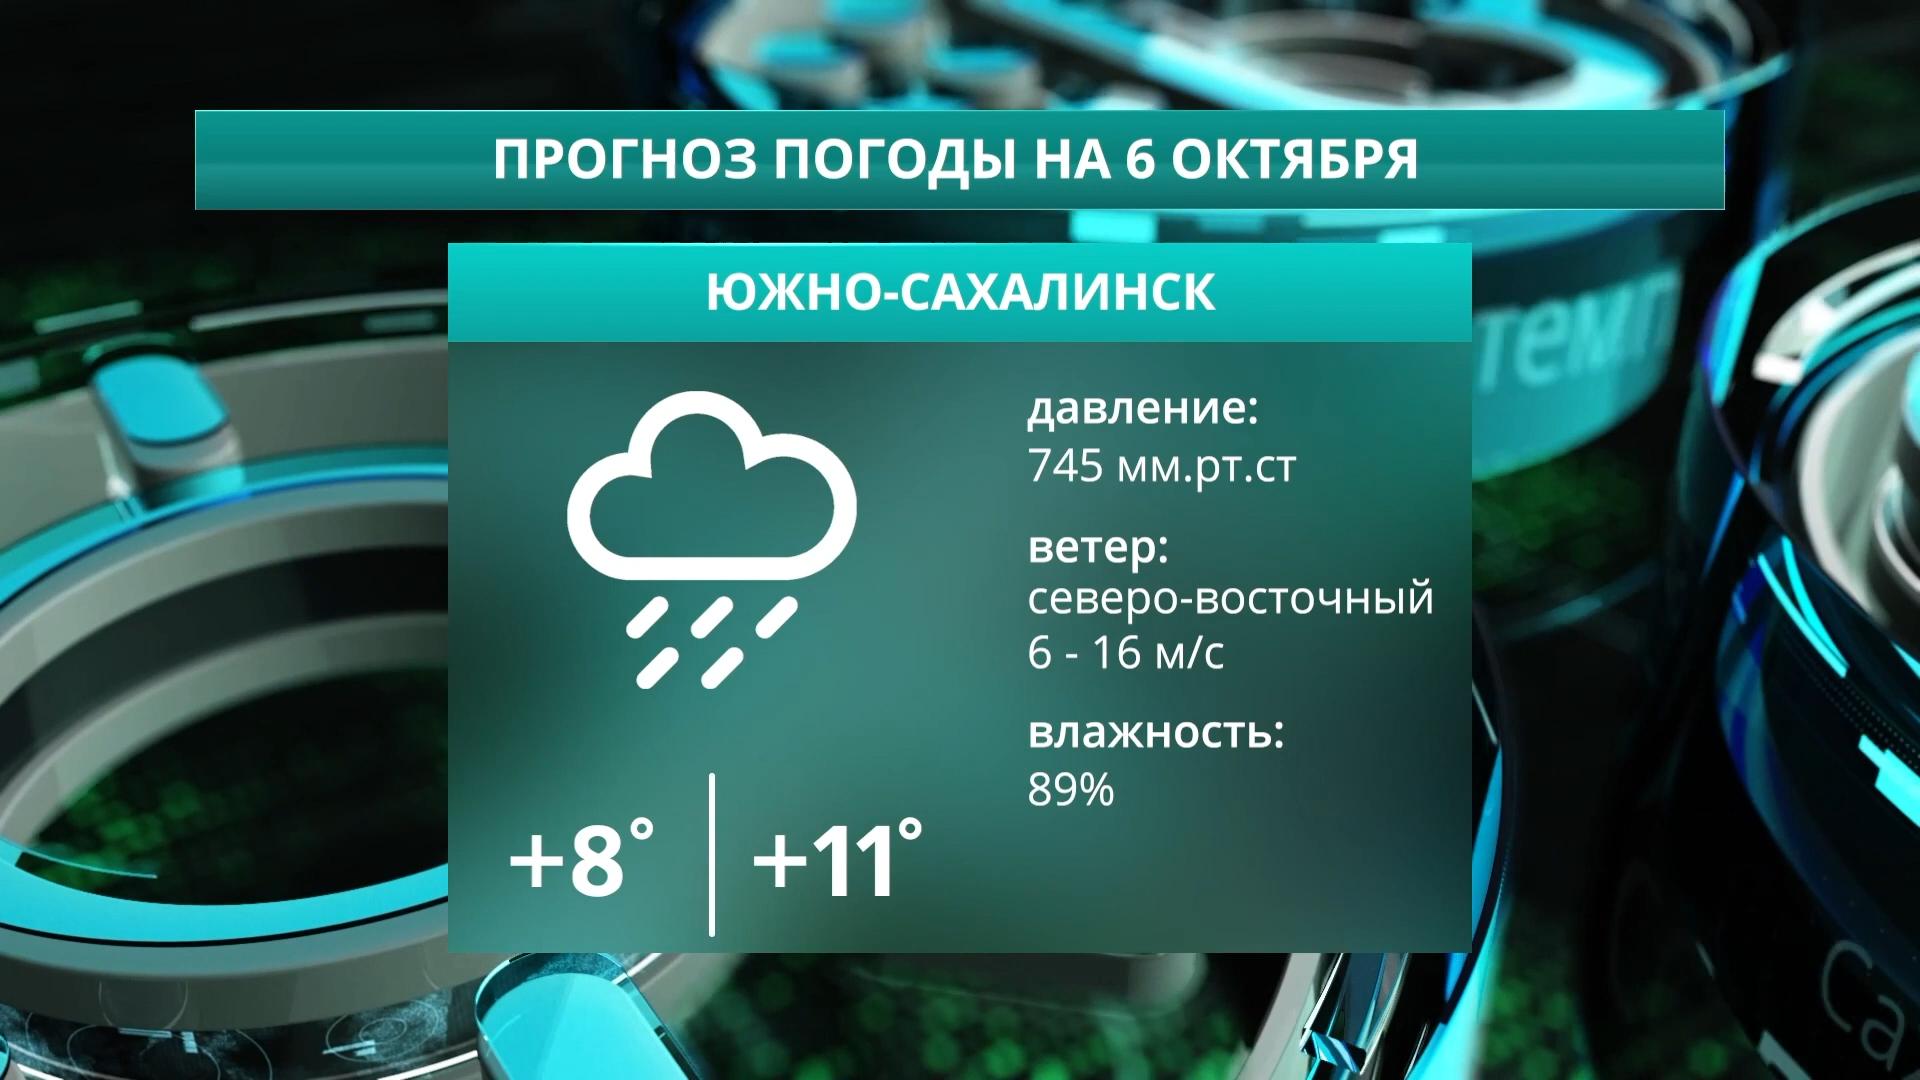 ПРОГНОЗ ПОГОДЫ НА 6 ОКТЯБРЯ
ЮЖНО-САХАЛИНСК
давление:
745 мм.рт.ст
ветер:
северо-восточный
6 - 16 м/с
влажность:
89%
+8° +11°